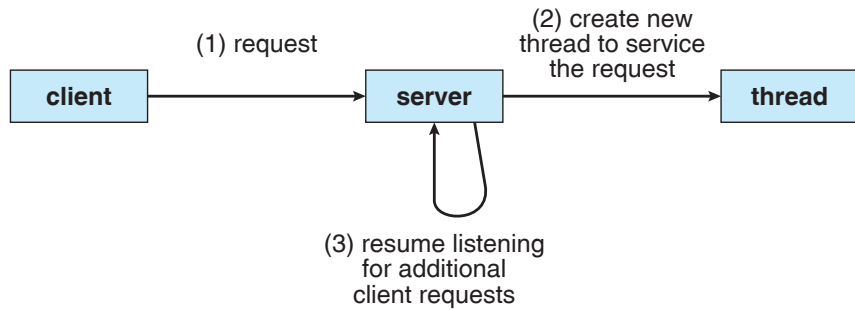 (1) request
(2) create new
thread to service
the request
client
server
thread
(3) resume listening
for additional
client requests